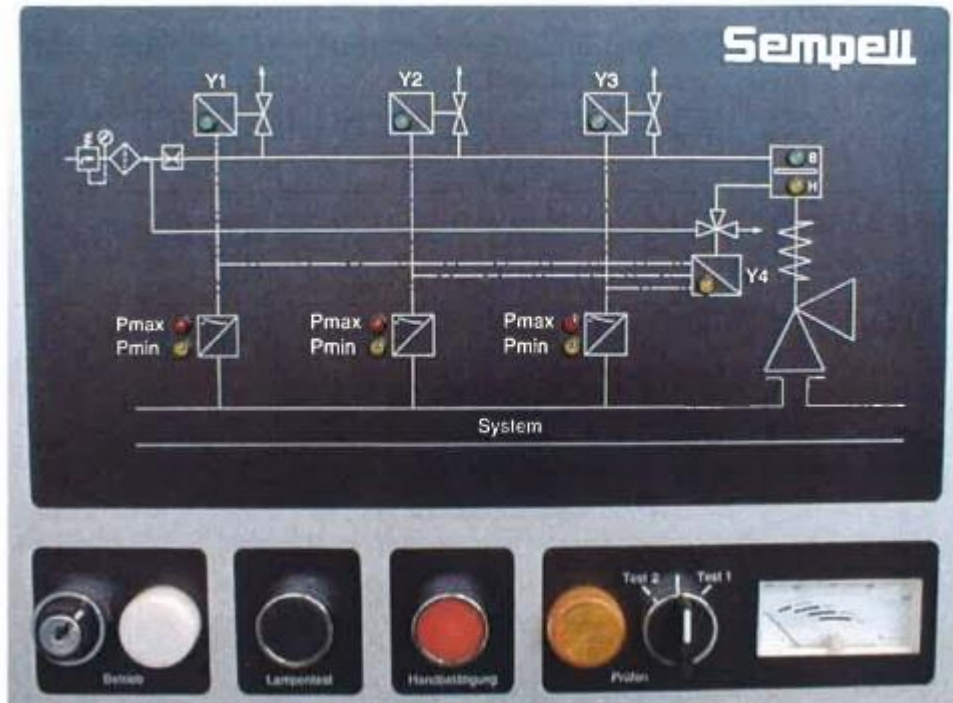 Sempell
Y1 Y2 Y3
B
H
Y4
Pmax Pmax Pmax
Pmin Pmin Pmin
System
Test 2 Test 1
Betrieb Lampentest Handbetätigung Prüfen